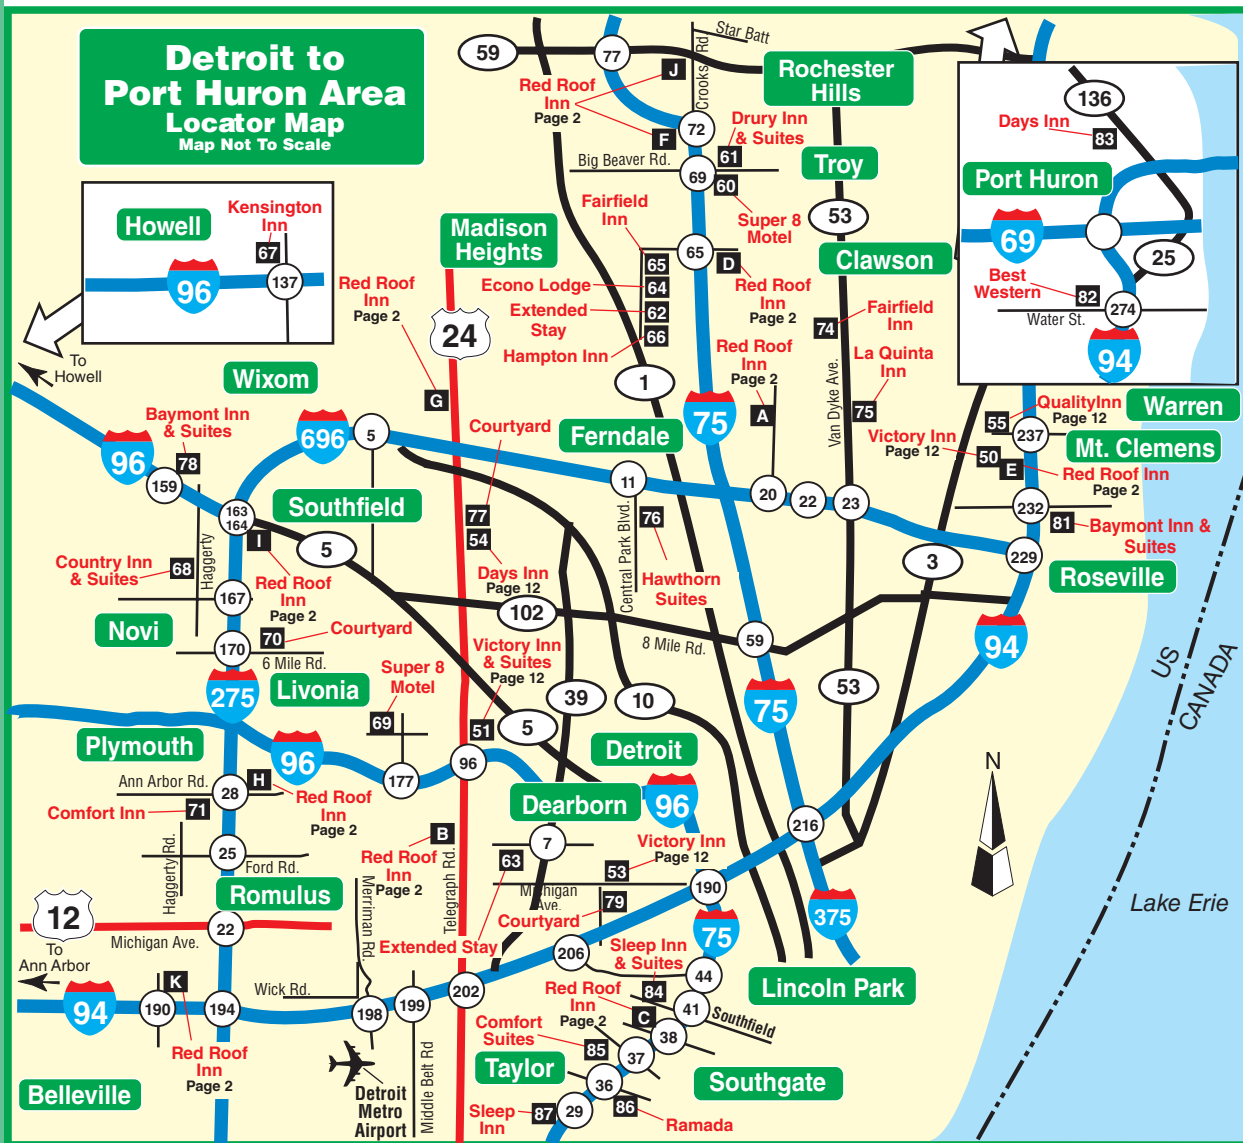 Detroit to
Port Huron Area
Locator Map
Map Not To Scale
59
77
Star Batt
Crooks Rd.
J
Red Roof
Inn
Page 2
F
72
Rochester
Hills
Drury Inn
& Suites
61
Big Beaver Rd.
69
60
Super 8
Motel
Troy
53
Clawson
136
Days Inn
83
Port Huron
69
25
Best
Western
82
274
Water St.
94
Howell
Kensington
Inn
67
96
137
To
Howell
Madison
Heights
Fairfield
Inn
65
65
Econo Lodge
64
Extended
Stay
62
Hampton Inn
66
D
Red Roof
Inn
Page 2
Red Roof
Inn
Page 2
G
24
1
75
Red Roof
Inn
Page 2
A
74
Fairfield
Inn
La Quinta
Inn
75
Van Dyke Ave.
Wixom
Baymont Inn
& Suites
78
96
159
696
5
Courtyard
77
54
Days Inn
Page 12
Ferndale
11
20
22
23
Victory Inn
Page 12
50
55
QualityInn
Page 12
237
Warren
Mt. Clemens
E
Red Roof Inn
Page 2
232
81
Baymont Inn &
Suites
229
Roseville
Southfield
163
164
I
Red Roof
Inn
Page 2
5
Country Inn
& Suites
68
Haggerty
167
Central Park Blvd.
76
Hawthorn
Suites
3
102
8 Mile Rd.
59
94
Novi
170
70
Courtyard
6 Mile Rd.
275
Livonia
Super 8
Motel
69
Victory Inn
& Suites
Page 12
51
39
10
5
75
53
US
CANADA
Plymouth
96
177
96
Detroit
Ann Arbor Rd.
28
H
Red Roof
Inn
Page 2
Comfort Inn
71
Haggerty Rd.
25
Ford Rd.
Dearborn
96
216
N
B
Red Roof
Inn
Page 2
Telegraph Rd.
7
63
Victory Inn
Page 12
53
Michigan
Ave.
190
79
Courtyard
Extended Stay
Romulus
12
To
Ann Arbor
Michigan Ave.
22
Merriman Rd.
75
375
Lake Erie
206
Sleep Inn
& Suites
84
44
Lincoln Park
94
190
K
194
Wick Rd.
198
199
202
Red Roof
Inn
Page 2
C
41
Southfield
38
Red Roof
Inn
Page 2
Comfort
Suites
85
37
Taylor
36
Southgate
Belleville
Detroit
Metro
Airport
Middle Belt Rd
Sleep
Inn
87
29
86
Ramada